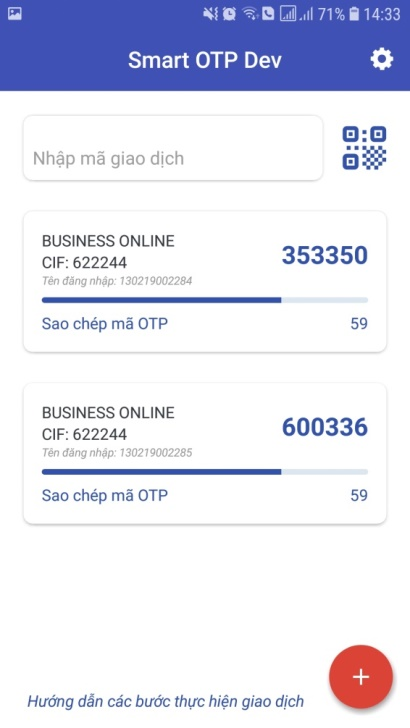 71% 14:33
Smart OTP Dev
Nhập mã giao dịch
BUSINESS ONLINE
CIF: 622244
Tên đăng nhập: 130219002284
353350
Sao chép mã OTP
59
BUSINESS ONLINE
CIF: 622244
Tên đăng nhập: 130219002285
600336
Sao chép mã OTP
59
Hướng dẫn các bước thực hiện giao dịch